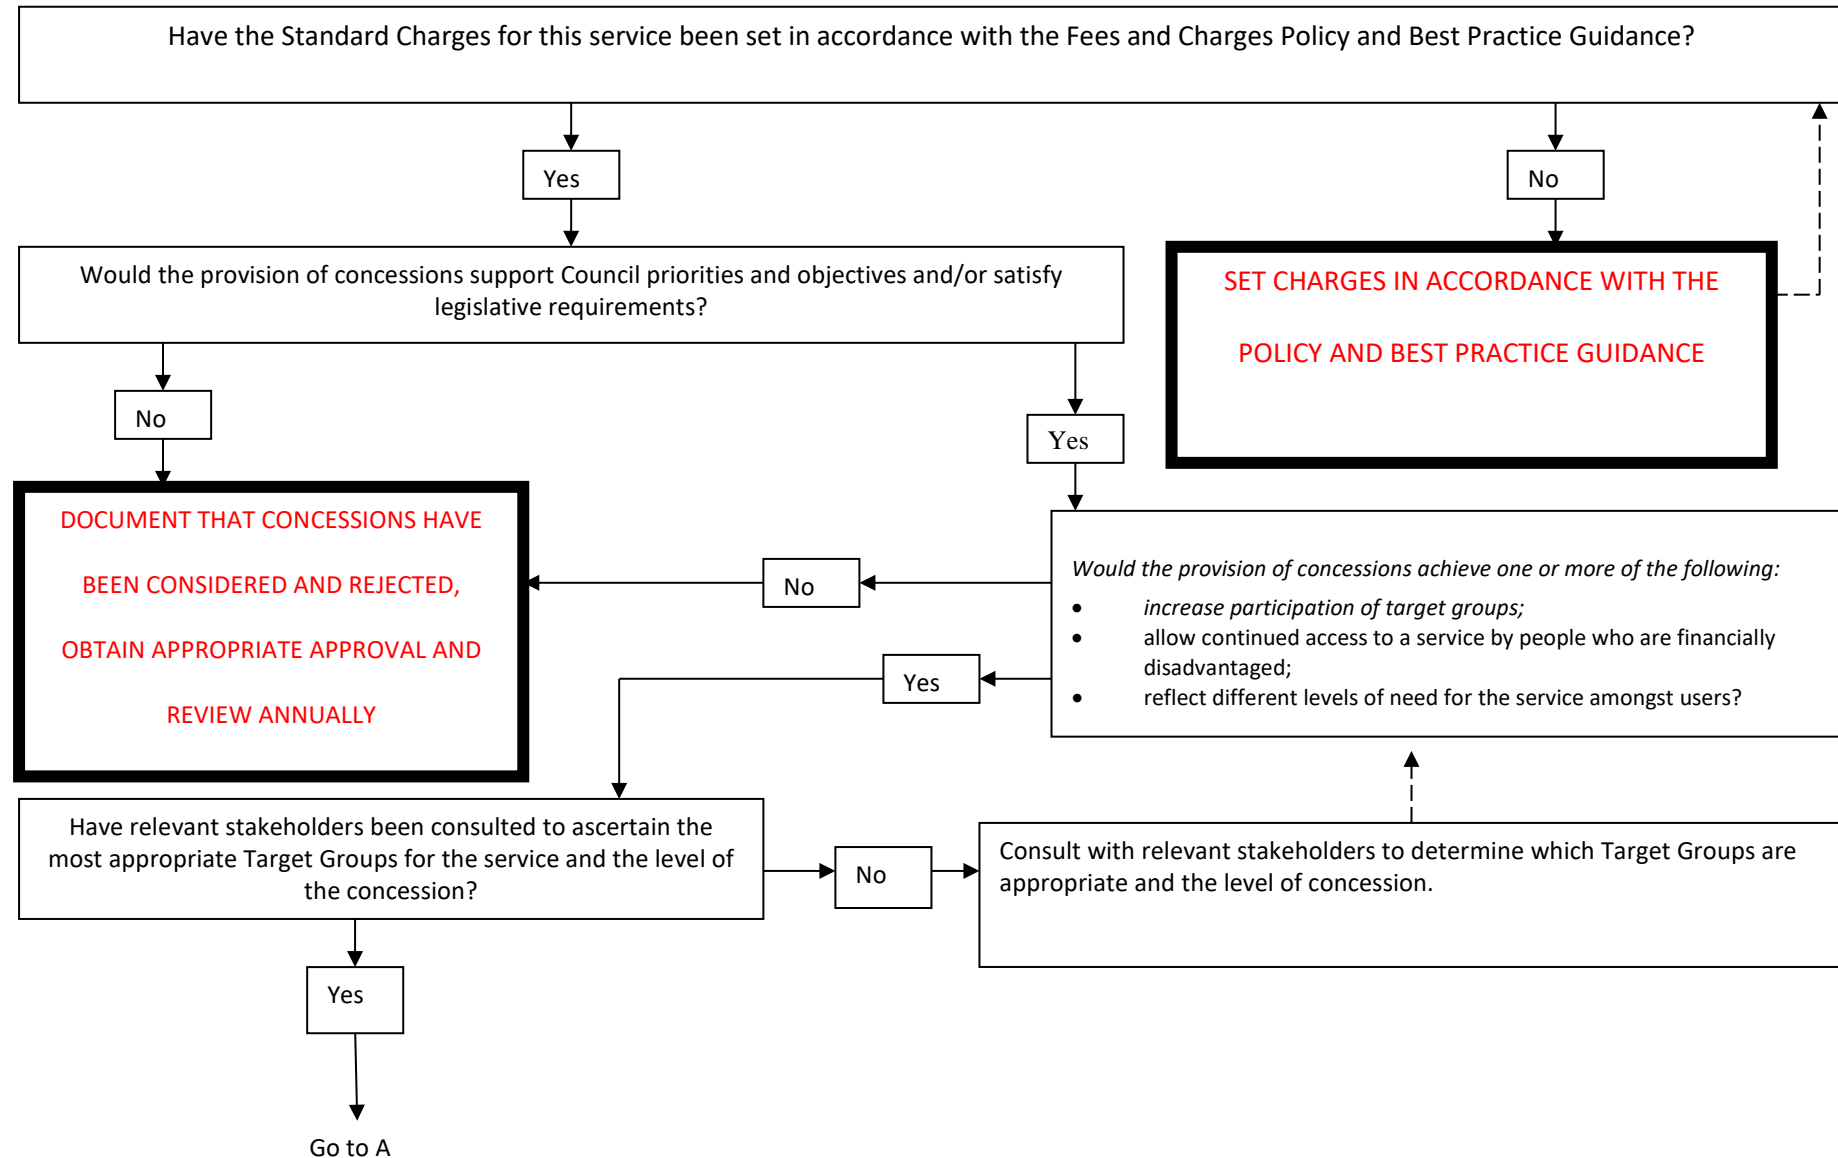 Have the Standard Charges for this service been set in accordance with the Fees and Charges Policy and Best Practice Guidance?
Yes
No
Would the provision of concessions support Council priorities and objectives and/or satisfy
legislative requirements?
SET CHARGES IN ACCORDANCE WITH THE
POLICY AND BEST PRACTICE GUIDANCE
No
Yes
DOCUMENT THAT CONCESSIONS HAVE
BEEN CONSIDERED AND REJECTED,
OBTAIN APPROPRIATE APPROVAL AND
REVIEW ANNUALLY
No
Would the provision of concessions achieve one or more of the following:
• increase participation of target groups;
• allow continued access to a service by people who are financially
disadvantaged;
• reflect different levels of need for the service amongst users?
Yes
Have relevant stakeholders been consulted to ascertain the
most appropriate Target Groups for the service and the level of
the concession?
No
Consult with relevant stakeholders to determine which Target Groups are
appropriate and the level of concession.
Yes
Go to A